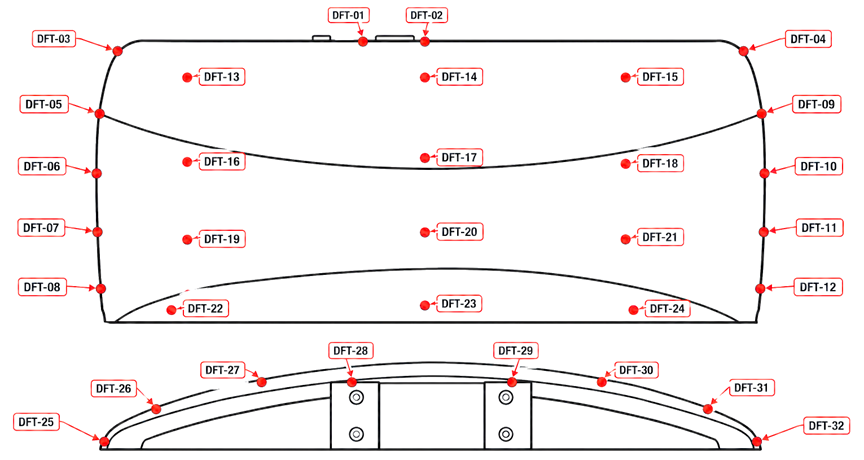 DFT-01
DFT-02
DFT-03
DFT-04
DFT-13
DFT-14
DFT-15
DFT-05
DFT-09
DFT-16
DFT-17
DFT-18
DFT-06
DFT-10
DFT-07
DFT-19
DFT-20
DFT-21
DFT-11
DFT-08
DFT-12
DFT-22
DFT-23
DFT-24
DFT-28
DFT-29
DFT-27
DFT-30
DFT-26
DFT-31
DFT-25
DFT-32